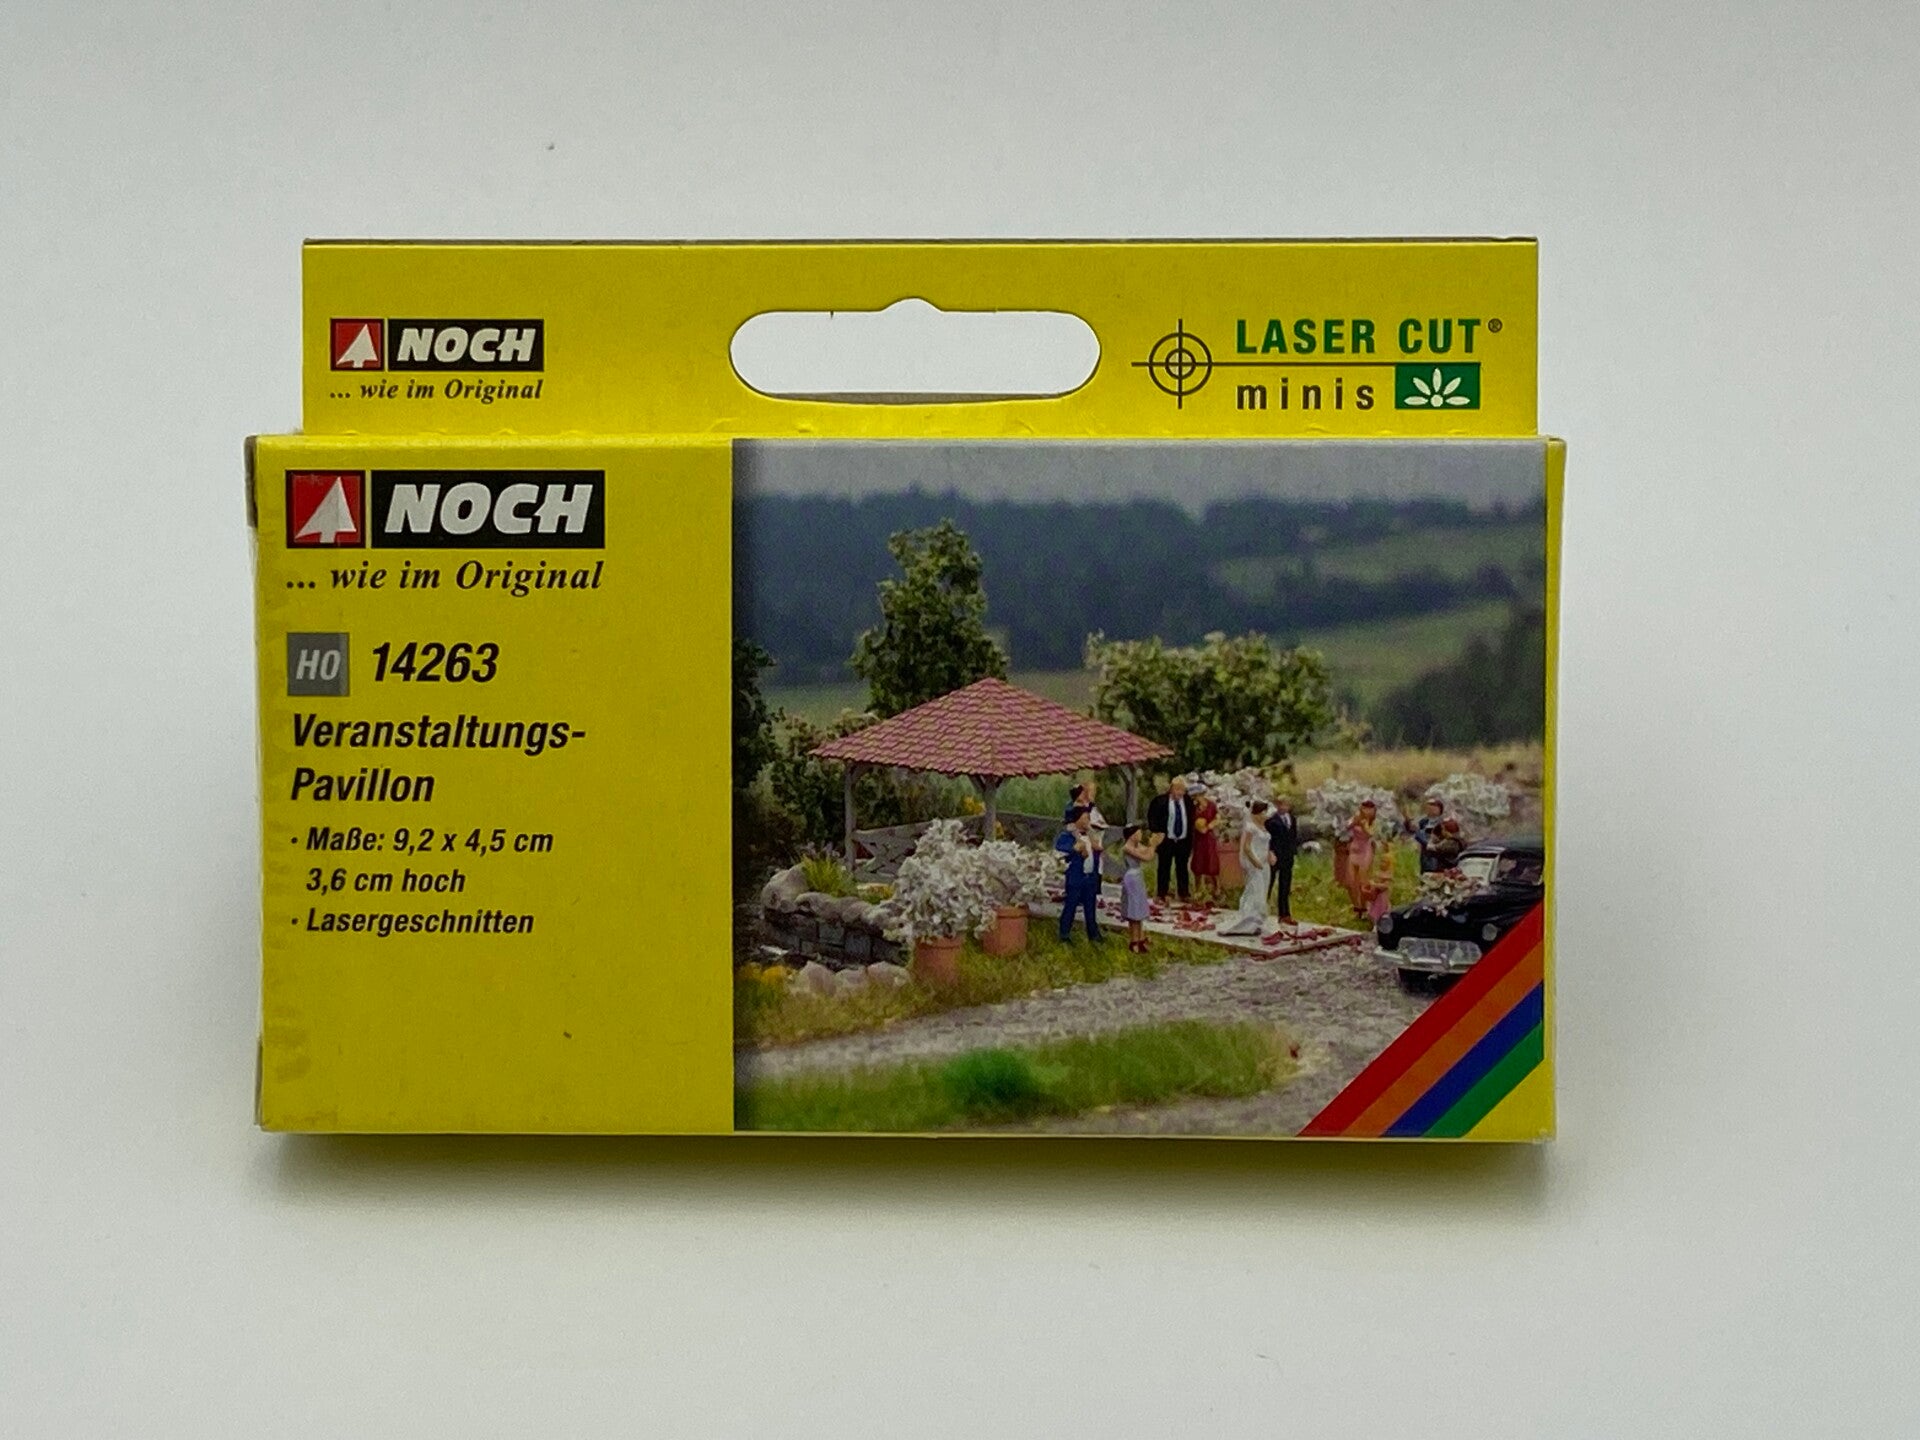 NOCH
... wie im Original
LASER CUT®
minis
NOCH
... wie im Original
H0 14263
Veranstaltungs-
Pavillon
· Maße: 9,2 x 4,5 cm
3,6 cm hoch
· Lasergeschnitten